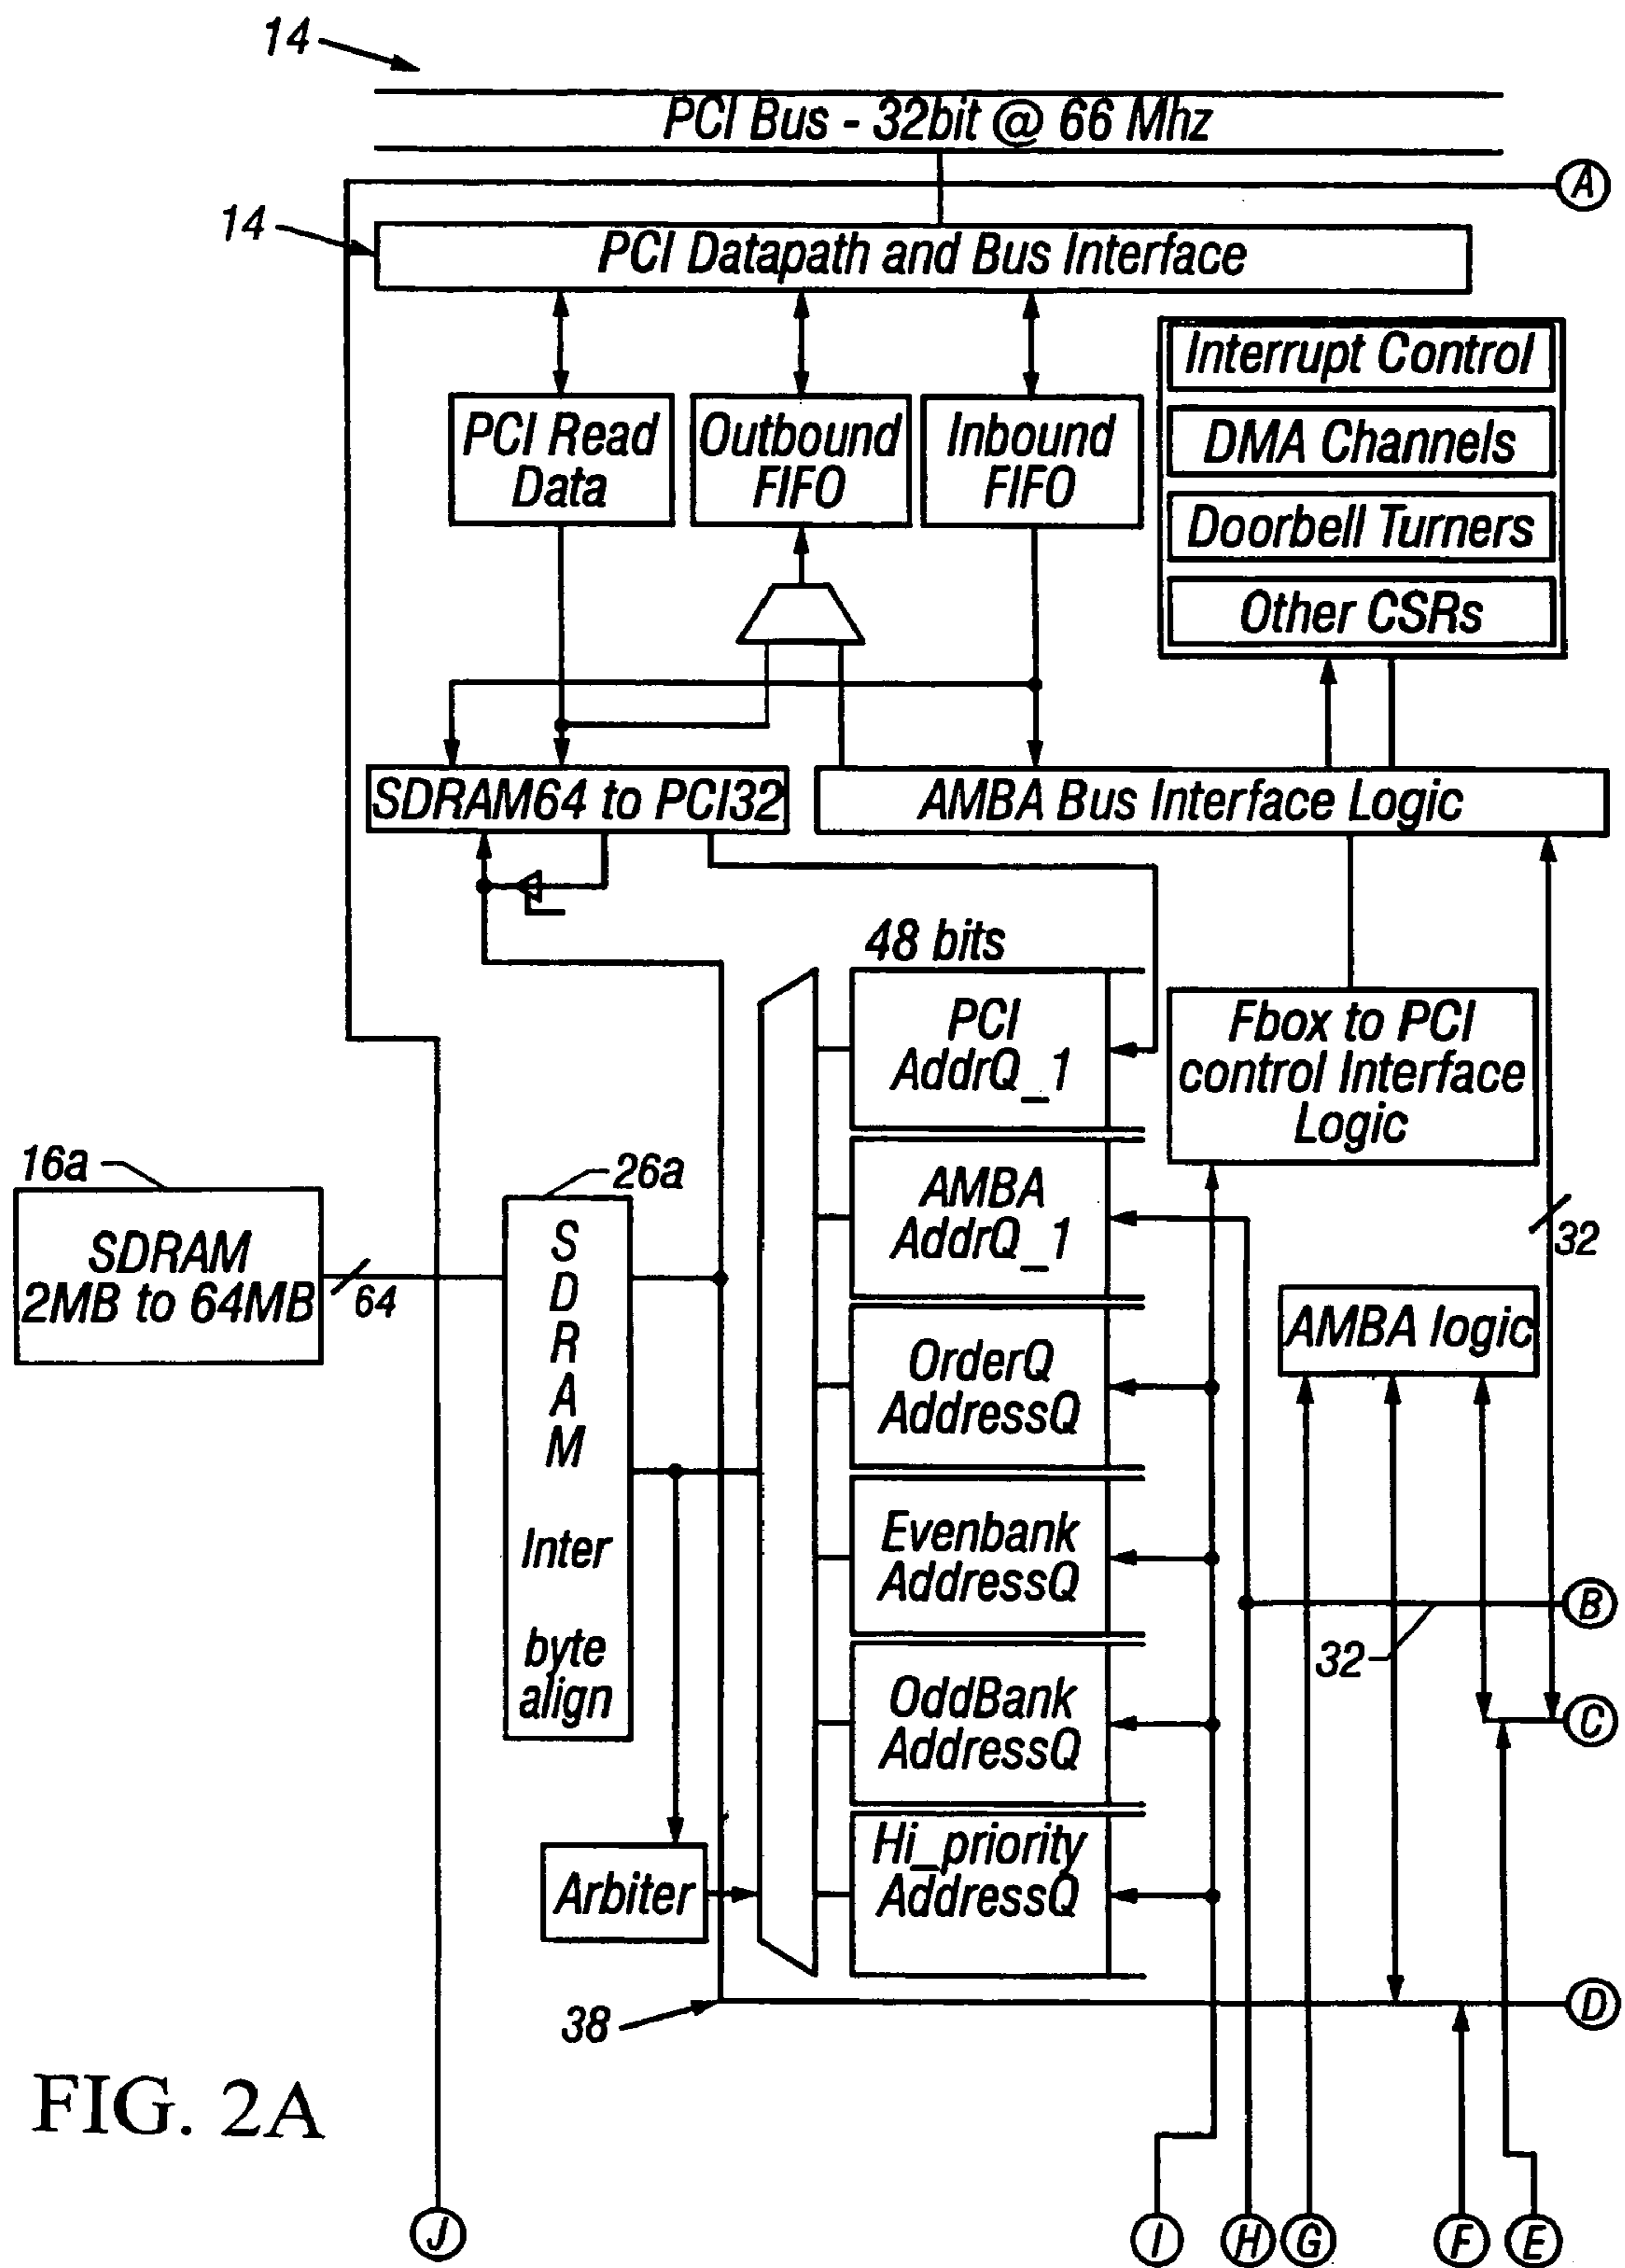 14
PCI Bus - 32bit @ 66 Mhz
A
14
PCI Datapath and Bus Interface
Interrupt Control
DMA Channels
Doorbell Turners
Other CSRs
PCI Read
Data
Outbound
FIFO
Inbound
FIFO
SDRAM64 to PCI32
AMBA Bus Interface Logic
48 bits
PCI
AddrQ_1
Fbox to PCI
control Interface
Logic
16a
SDRAM
2MB to 64MB
64
26a
S
D
R
A
M
Inter
byte
align
AMBA
AddrQ_1
32
AMBA logic
OrderQ
AddressQ
Evenbank
AddressQ
B
32
OddBank
AddressQ
C
Hi_priority
AddressQ
Arbiter
38
D
FIG. 2A
J
I
H
G
F
E